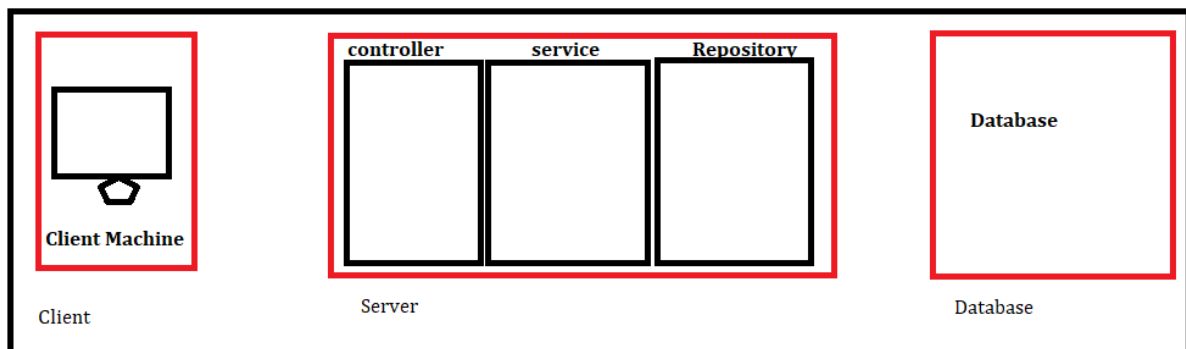 controller
service
Repository
Database
Client Machine
Client
Server
Database